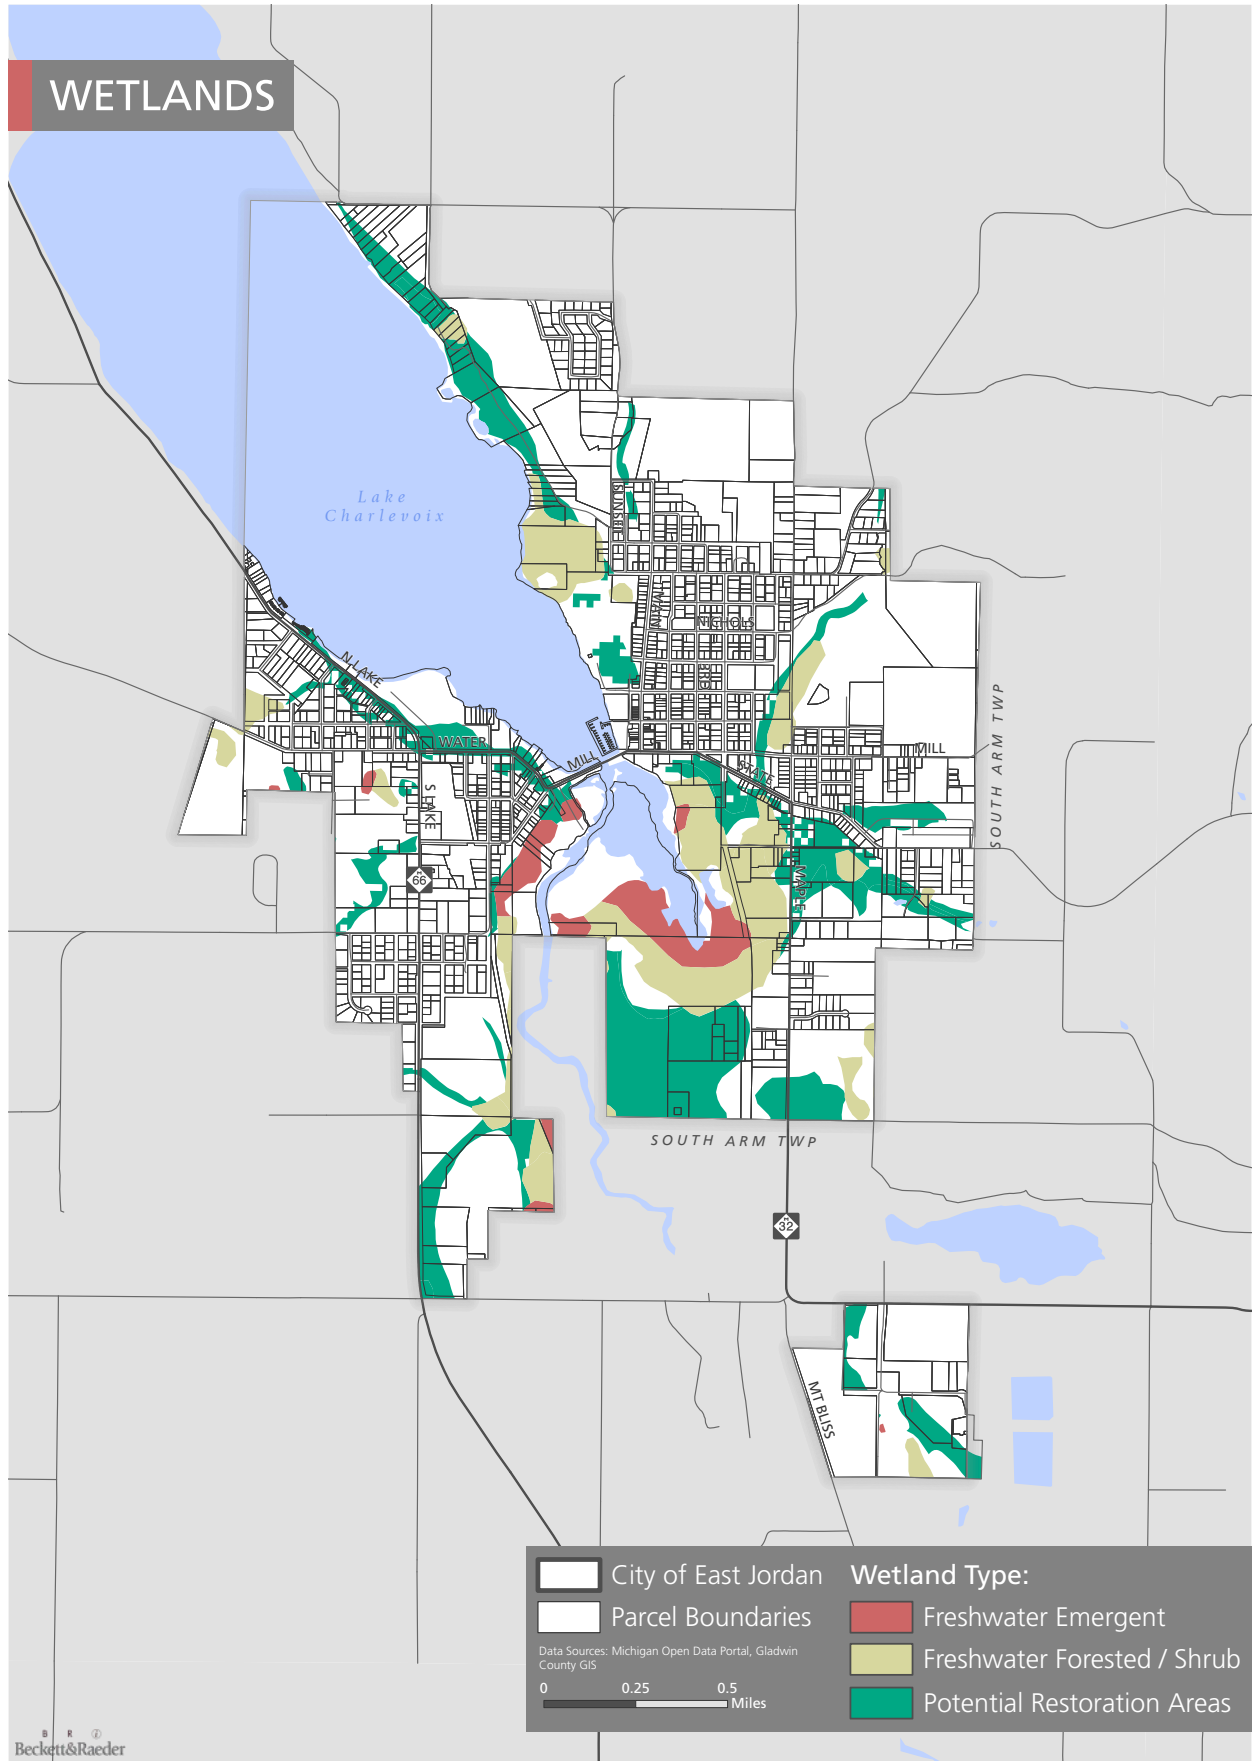 WETLANDS
Lake
Charlevoix
SUNSET
MAIN
NICHOLS
3RD
N LAKE
WATER
MILL
STATE
MILL
SOUTH ARM TWP
S LAKE
M
66
MAPLE
SOUTH ARM TWP
M
32
MT BLISS
City of East Jordan
Parcel Boundaries
Data Sources: Michigan Open Data Portal, Gladwin
County GIS
0 0.25 0.5
Miles
Wetland Type:
Freshwater Emergent
Freshwater Forested / Shrub
Potential Restoration Areas
B R i
Beckett&Raeder